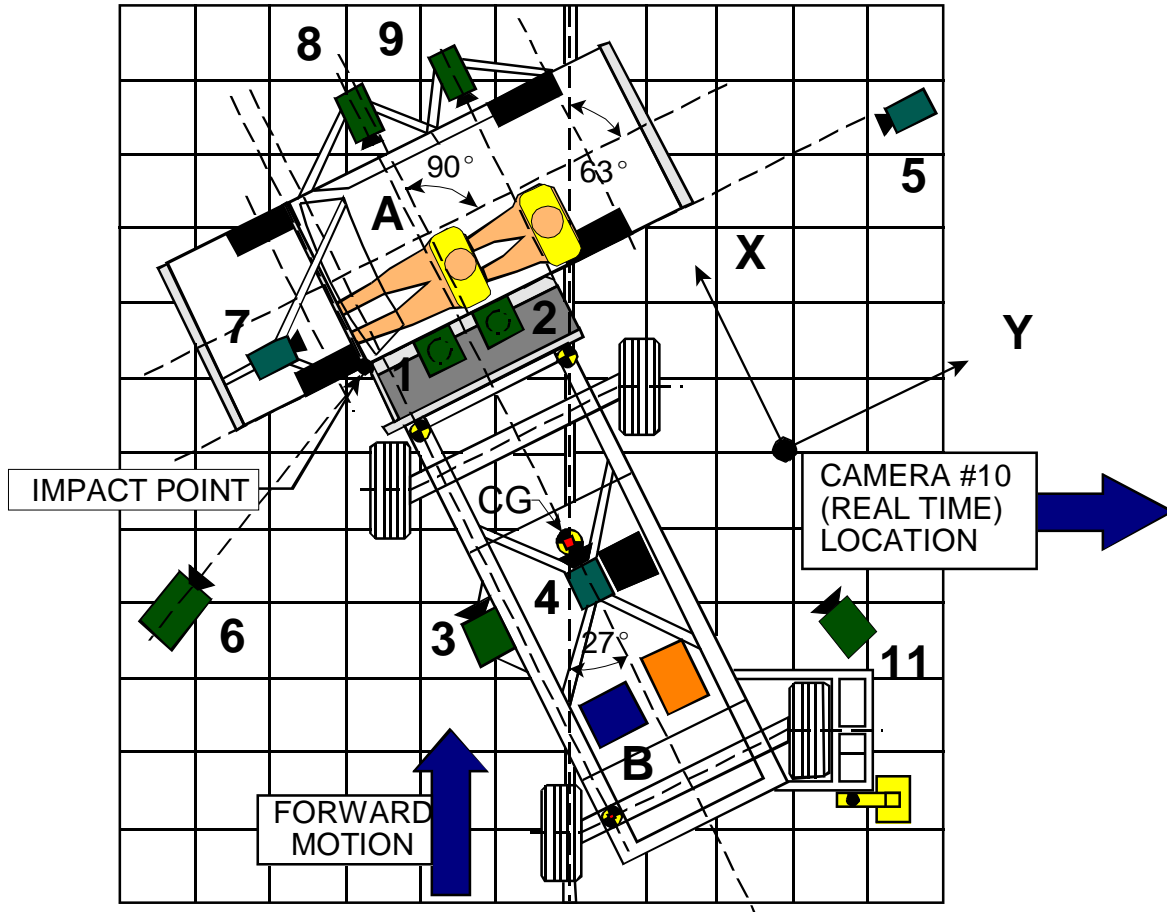 8
9
90°
63°
5
A
X
7
2
Y
1
IMPACT POINT
CG
CAMERA #10
(REAL TIME)
LOCATION
4
6
3
27°
11
B
FORWARD
MOTION